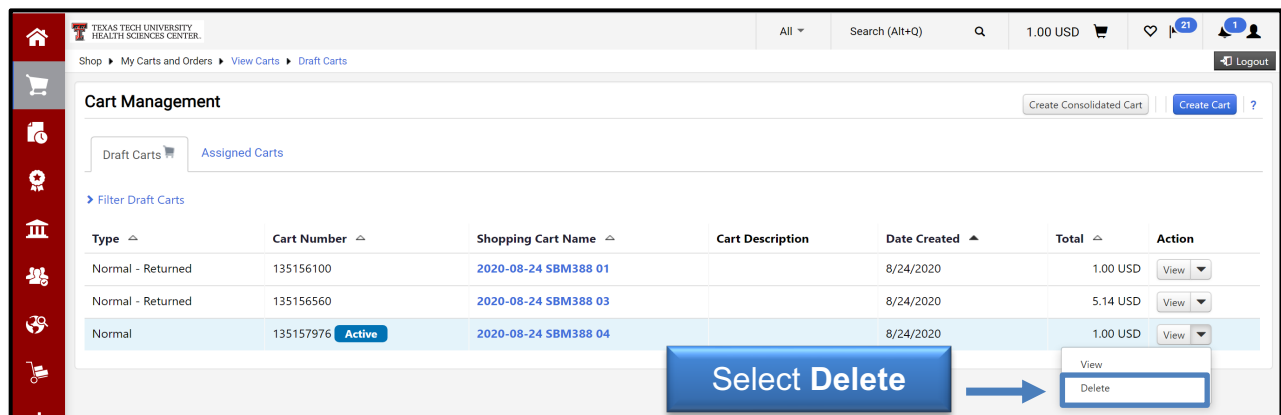 TEXAS TECH UNIVERSITY
HEALTH SCIENCES CENTER.
All Search (Alt+Q) 1.00 USD 21 1
Shop My Carts and Orders View Carts Draft Carts Logout
Cart Management Create Consolidated Cart Create Cart ?
Draft Carts Assigned Carts
Filter Draft Carts
Type Cart Number Shopping Cart Name Cart Description Date Created Total Action
Normal - Returned 135156100 2020-08-24 SBM388 01 8/24/2020 1.00 USD View
Normal - Returned 135156560 2020-08-24 SBM388 03 8/24/2020 5.14 USD View
Normal 135157976 Active 2020-08-24 SBM388 04 8/24/2020 1.00 USD View
View
Select Delete
Delete